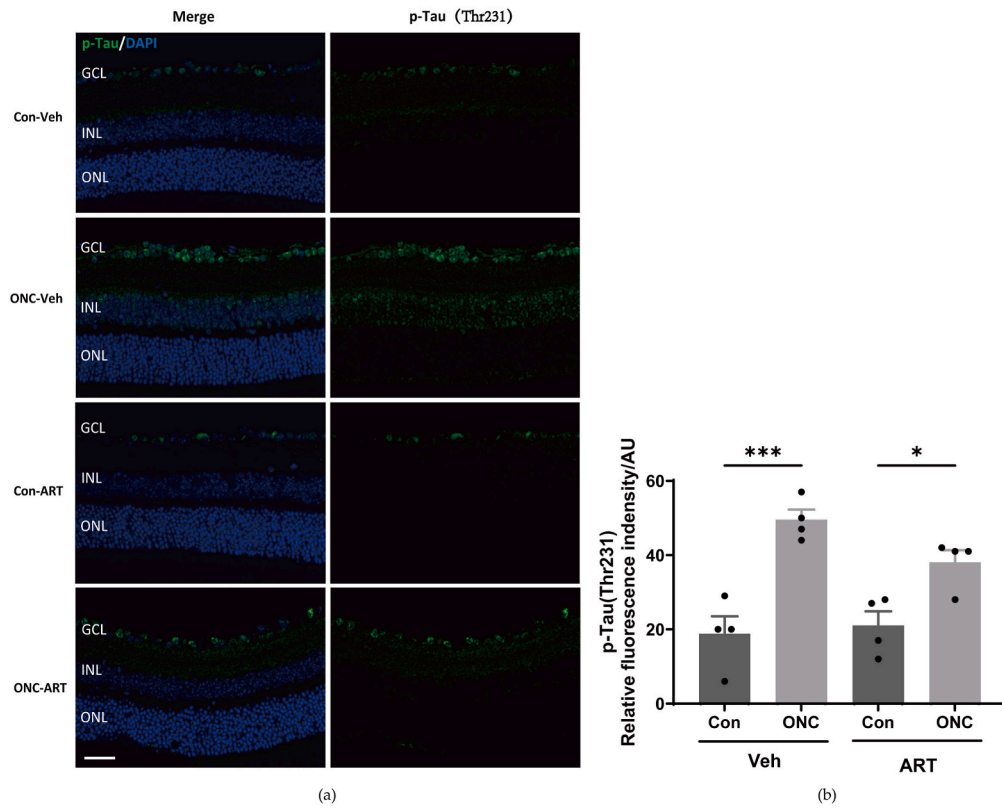 Merge
p-Tau (Thr231)
p-Tau/DAPI
GCL
Con-Veh
INL
ONL
GCL
ONC-Veh
INL
ONL
GCL
Con-ART
INL
ONL
GCL
INL
ONC-ART
ONL
(a)
p-Tau(Thr231)
Relative fluorescence indensity/AU
***
*
60
40
20
0
Con
ONC
Con
ONC
Veh
ART
(b)